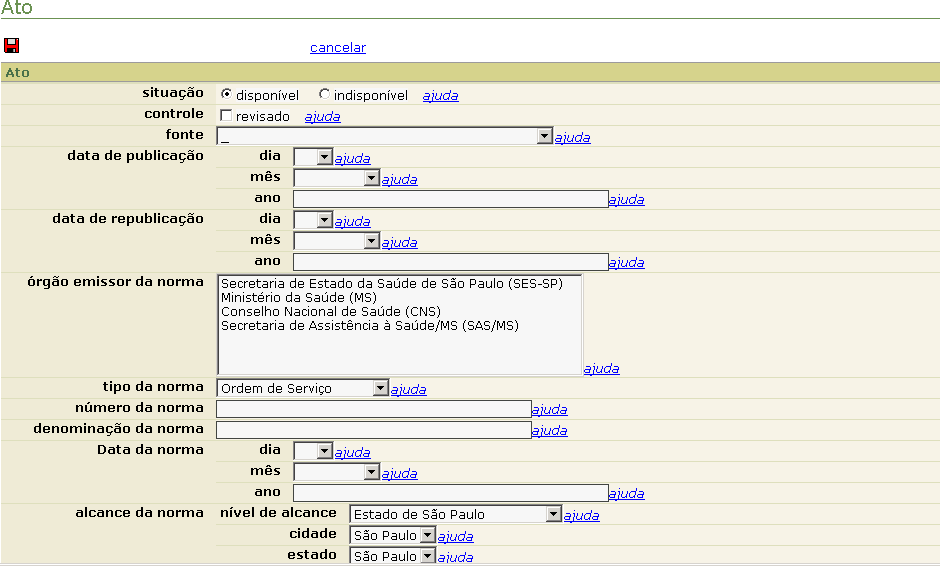 Ato
cancelar
Ato
situação disponível indisponível ajuda
controle revisado ajuda
fonte _ ajuda
data de publicação dia ajuda
mês ajuda
ano ajuda
data de republicação dia ajuda
mês ajuda
ano ajuda
órgão emissor da norma Secretaria de Estado da Saúde de São Paulo (SES-SP)
Ministério da Saúde (MS)
Conselho Nacional de Saúde (CNS)
Secretaria de Assistência à Saúde/MS (SAS/MS)
ajuda
tipo da norma Ordem de Serviço ajuda
número da norma ajuda
denominação da norma ajuda
Data da norma dia ajuda
mês ajuda
ano ajuda
alcance da norma nível de alcance Estado de São Paulo ajuda
cidade São Paulo ajuda
estado São Paulo ajuda